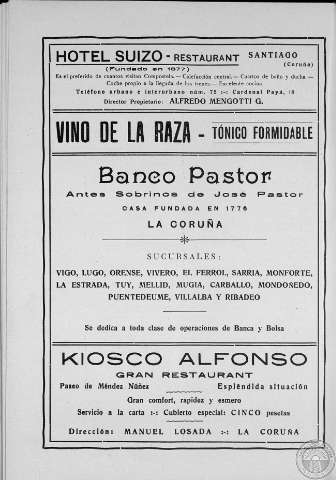 HOTEL SUIZO - RESTAURANT SANTIAGO
(Fundado en 1877) (Coruña)
Es el preferido de cuantos visitan Compostela. — Calefacción central. — Cuartos de baño y ducha —
Coche propio a la llegada de los trenes. — Excelente cocina
Teléfono urbano e interurbano núm. 75 :-: Cardenal Payá, 18
Director Propietario: ALFREDO MENGOTTI G.
VINO DE LA RAZA - TÓNICO FORMIDABLE
Banco Pastor
Antes Sobrinos de José Pastor
CASA FUNDADA EN 1776
LA CORUÑA
SUCURSALES:
VIGO, LUGO, ORENSE, VIVERO, EL FERROL, SARRIA, MONFORTE,
LA ESTRADA, TUY, MELLID, MUGIA, CARBALLO, MONDOÑEDO,
PUENTEDEUME, VILLALBA Y RIBADEO
Se dedica a toda clase de operaciones de Banca y Bolsa
KIOSCO ALFONSO
GRAN RESTAURANT
Paseo de Méndez Núñez Espléndida situación
Gran comfort, rapidez y esmero
Servicio a la carta :-: Cubierto especial: CINCO pesetas
Dirección: MANUEL LOSADA :-: LA CORUÑA